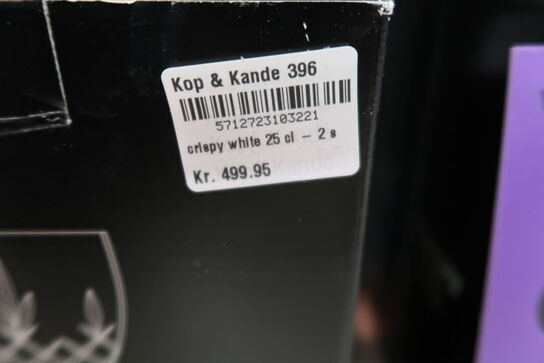 Kop & Kande 396
5712723103221
crispy white 25 cl - 2 s
Kr. 499.95